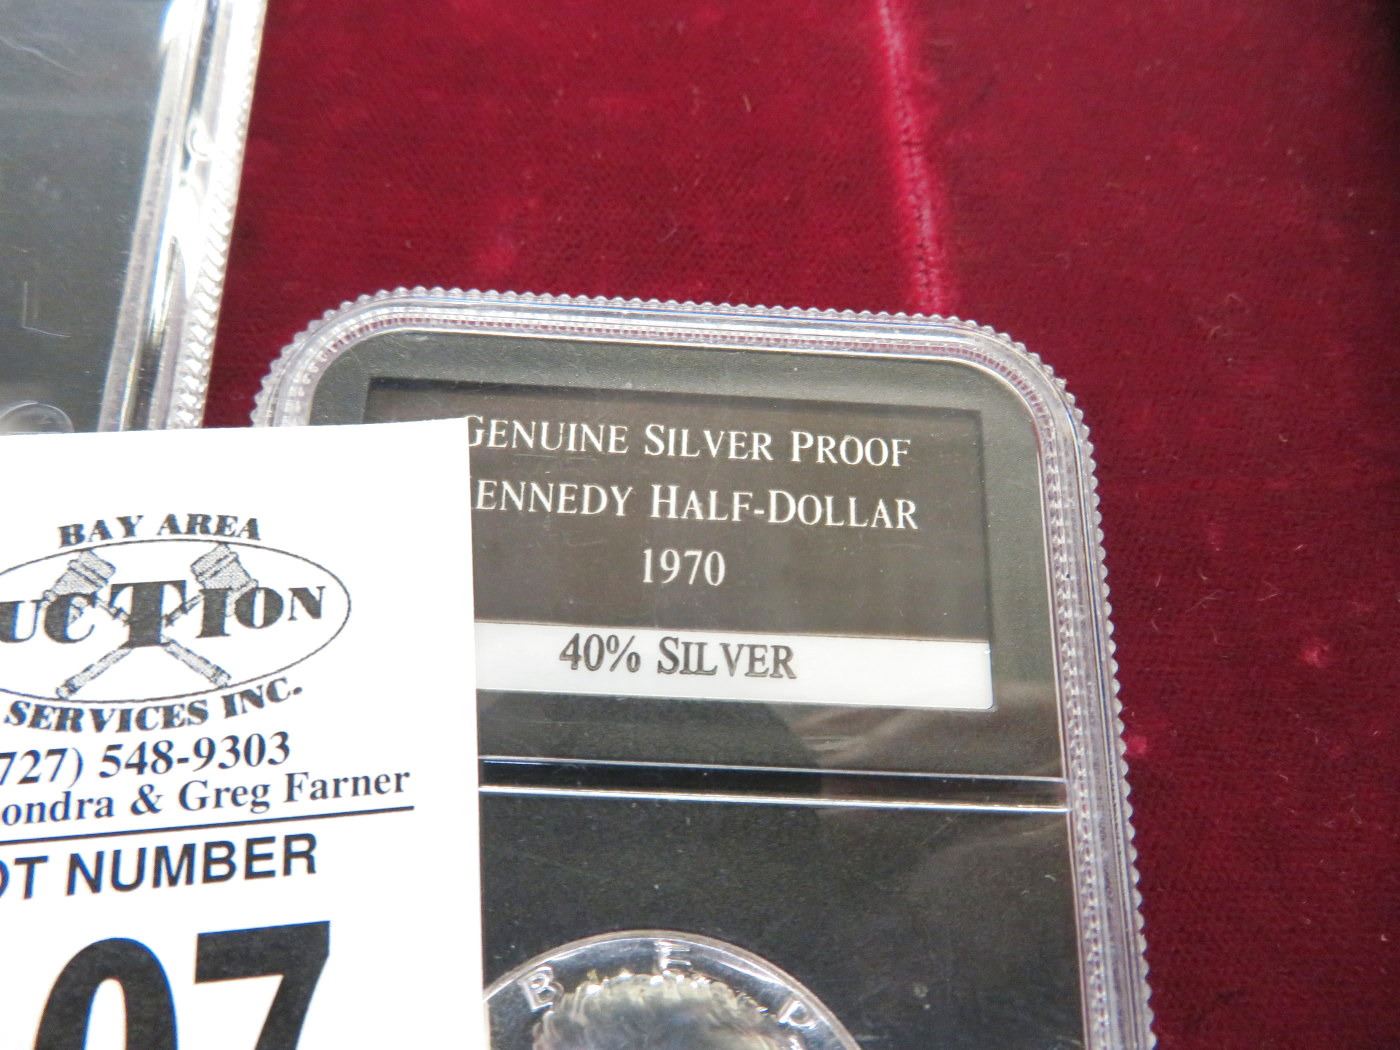 GENUINE SILVER PROOF
KENNEDY HALF-DOLLAR
1970
40% SILVER
BAY AREA
UCTION
SERVICES INC.
727) 548-9303
ondra & Greg Farner
OT NUMBER
07
B E R